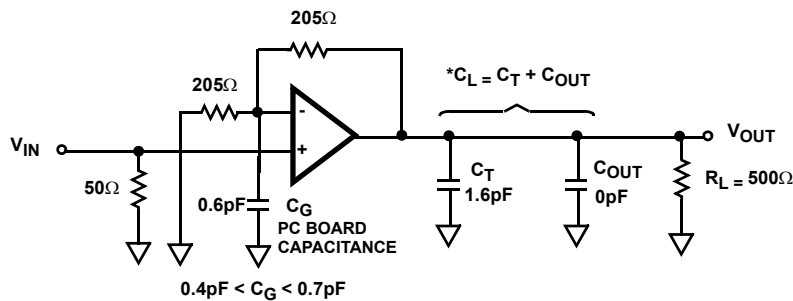 205Ω
*CL = CT + COUT
205Ω
-
VIN
+
VOUT
50Ω
0.6pF
CG
PC BOARD
CAPACITANCE
CT
1.6pF
COUT
0pF
RL = 500Ω
0.4pF < CG < 0.7pF